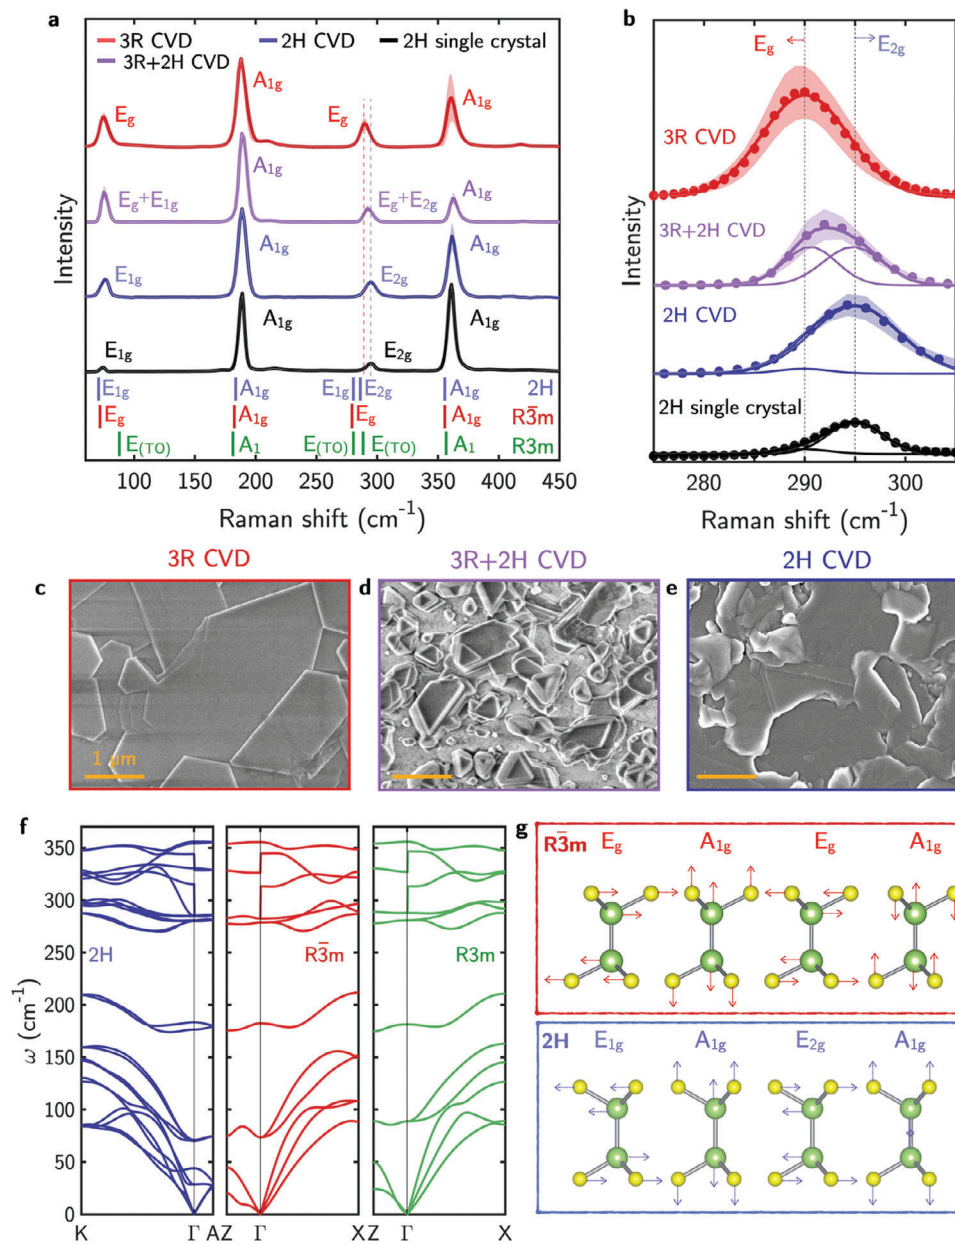 a
3R CVD
2H CVD
2H single crystal
3R+2H CVD
A1g
A1g
Eg
Eg
A1g
A1g
Eg+E1g
Eg+E2g
A1g
A1g
E1g
E2g
A1g
A1g
E1g
E2g
E1g A1g E1g E2g A1g 2H
Eg A1g Eg A1g R3̄m
E(TO) A1 E(TO) E(TO) A1 R3m
Intensity
100 150 200 250 300 350 400 450
Raman shift (cm-1)
b
Eg
E2g
3R CVD
3R+2H CVD
2H CVD
2H single crystal
Intensity
280 290 300
Raman shift (cm-1)
3R CVD
3R+2H CVD
2H CVD
c
1 μm
d
e
f
350
300
250
200
150
100
50
0
ω (cm-1)
2H
R3̄m
R3m
K Γ A Z Γ X Z Γ X
g
R3̄m
Eg A1g Eg A1g
2H
E1g A1g E2g A1g